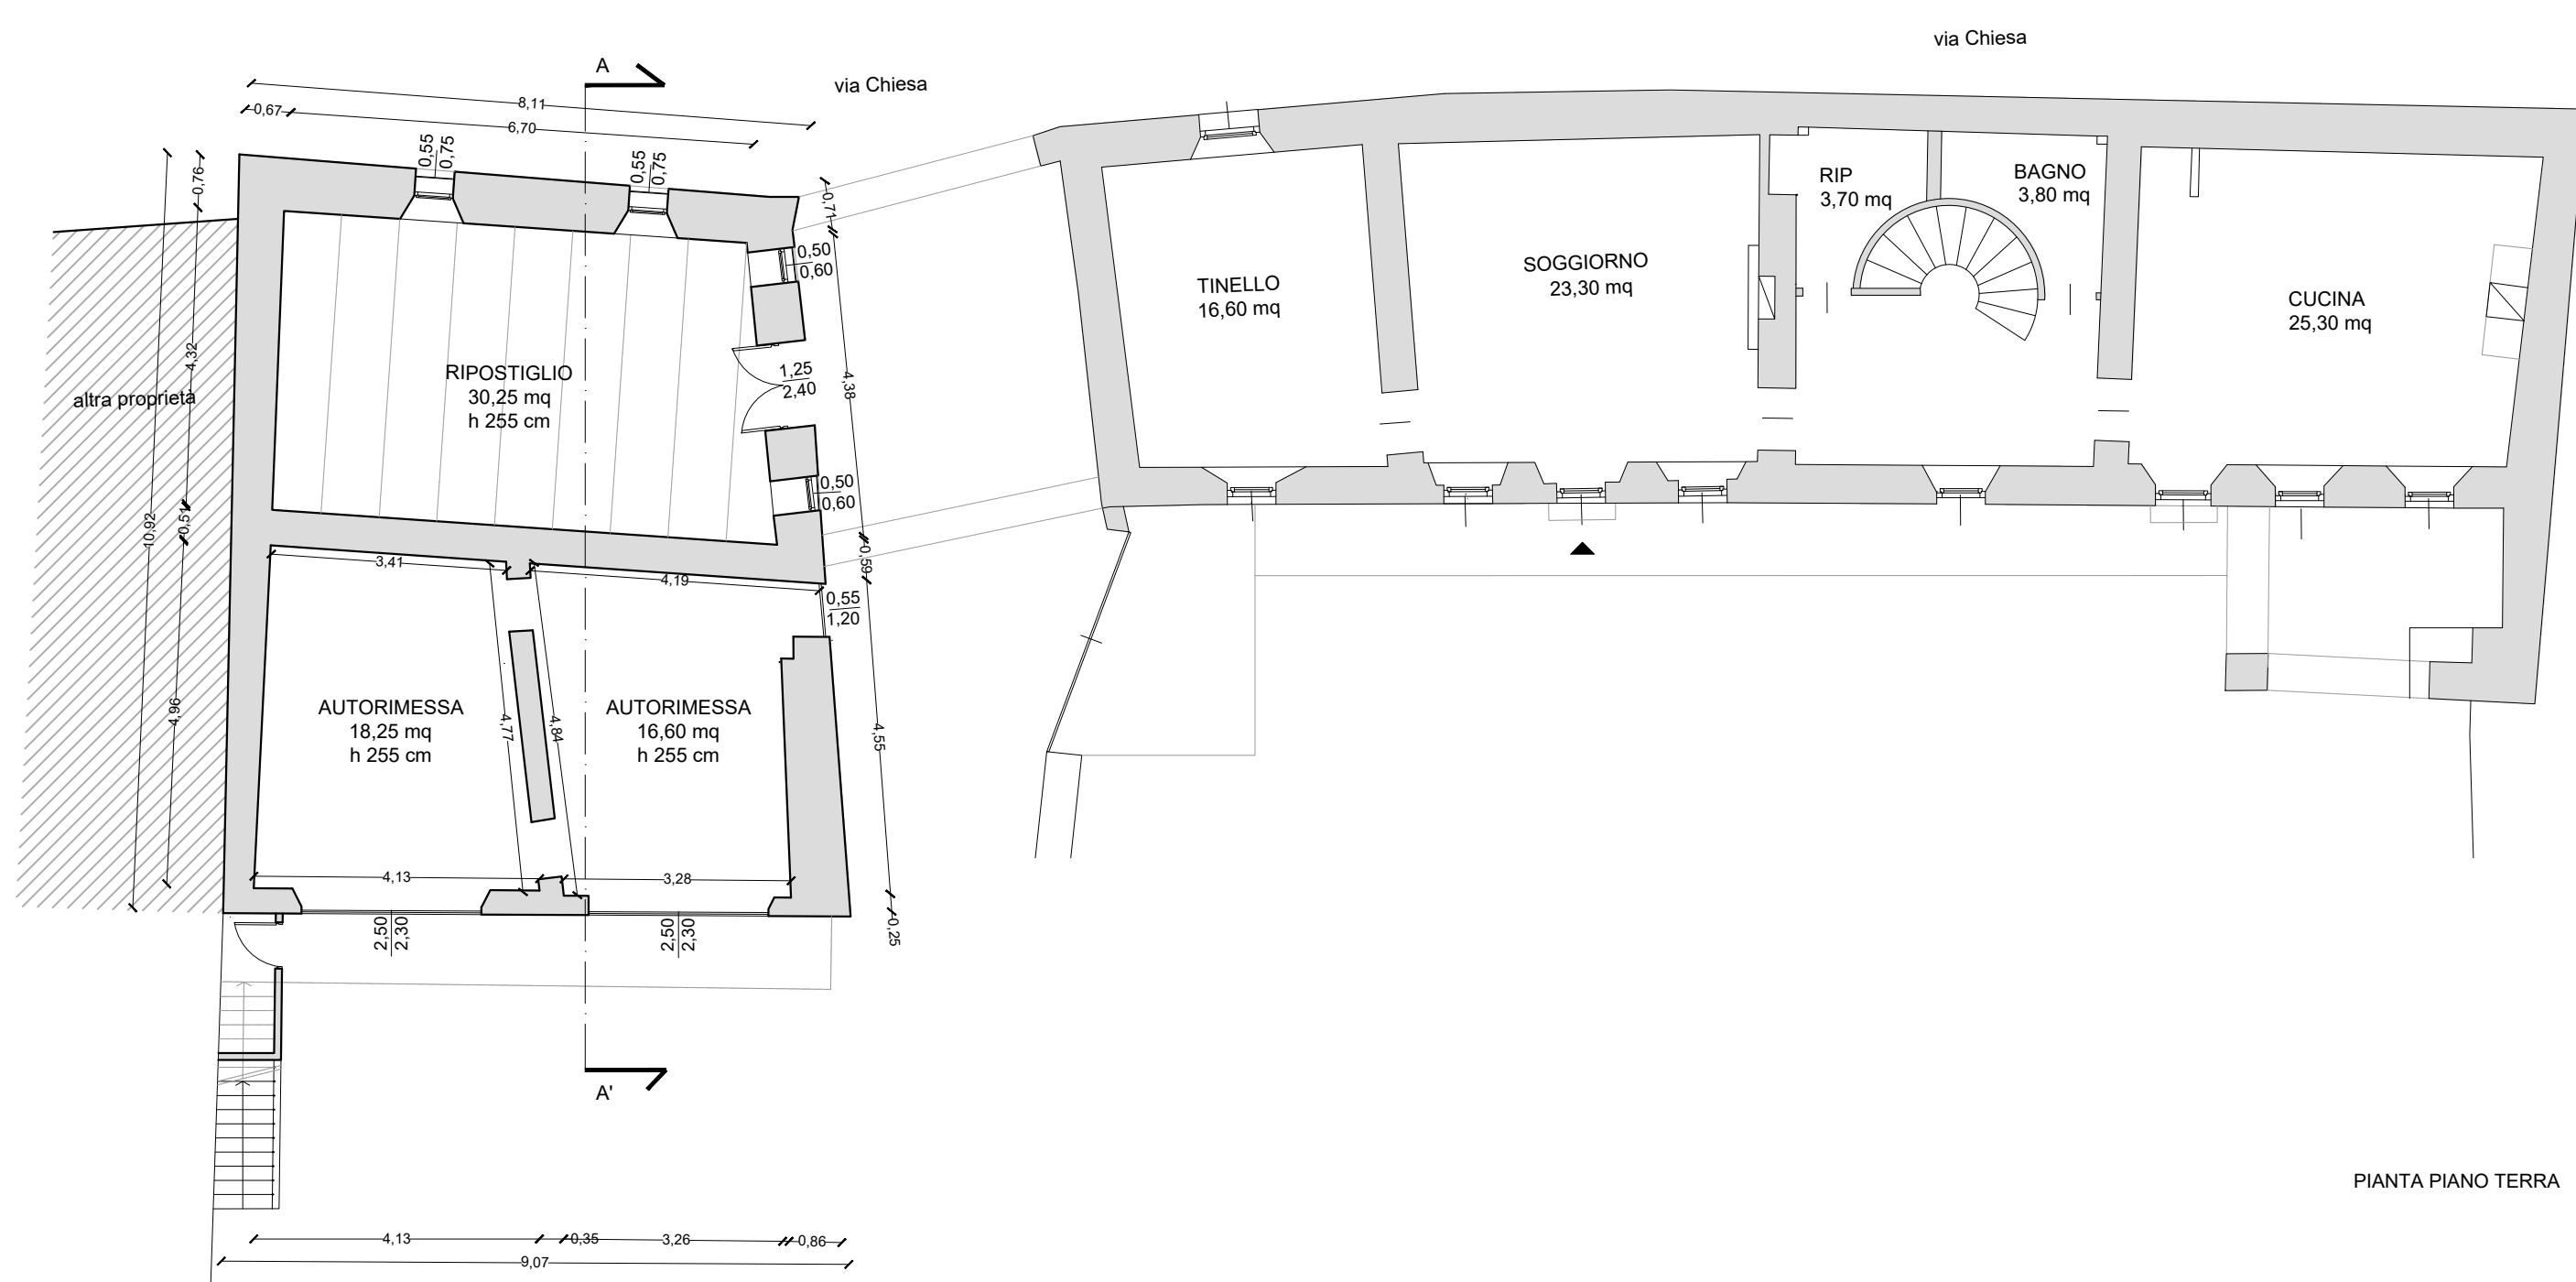 via Chiesa
A
via Chiesa
8,11
0,67
6,70
0,55
0,75
0,55
0,75
0,76
0,71
RIP
3,70 mq
BAGNO
3,80 mq
0,50
0,60
TINELLO
16,60 mq
SOGGIORNO
23,30 mq
CUCINA
25,30 mq
4,32
RIPOSTIGLIO
30,25 mq
h 255 cm
1,25
2,40
4,38
altra proprietà
0,50
0,60
10,92
0,51
0,59
3,41
4,19
0,55
1,20
4,96
AUTORIMESSA
18,25 mq
h 255 cm
4,77
4,84
AUTORIMESSA
16,60 mq
h 255 cm
4,55
4,13
3,28
2,50
2,30
2,50
2,30
0,25
A'
PIANTA PIANO TERRA
4,13
0,35
3,26
0,86
9,07